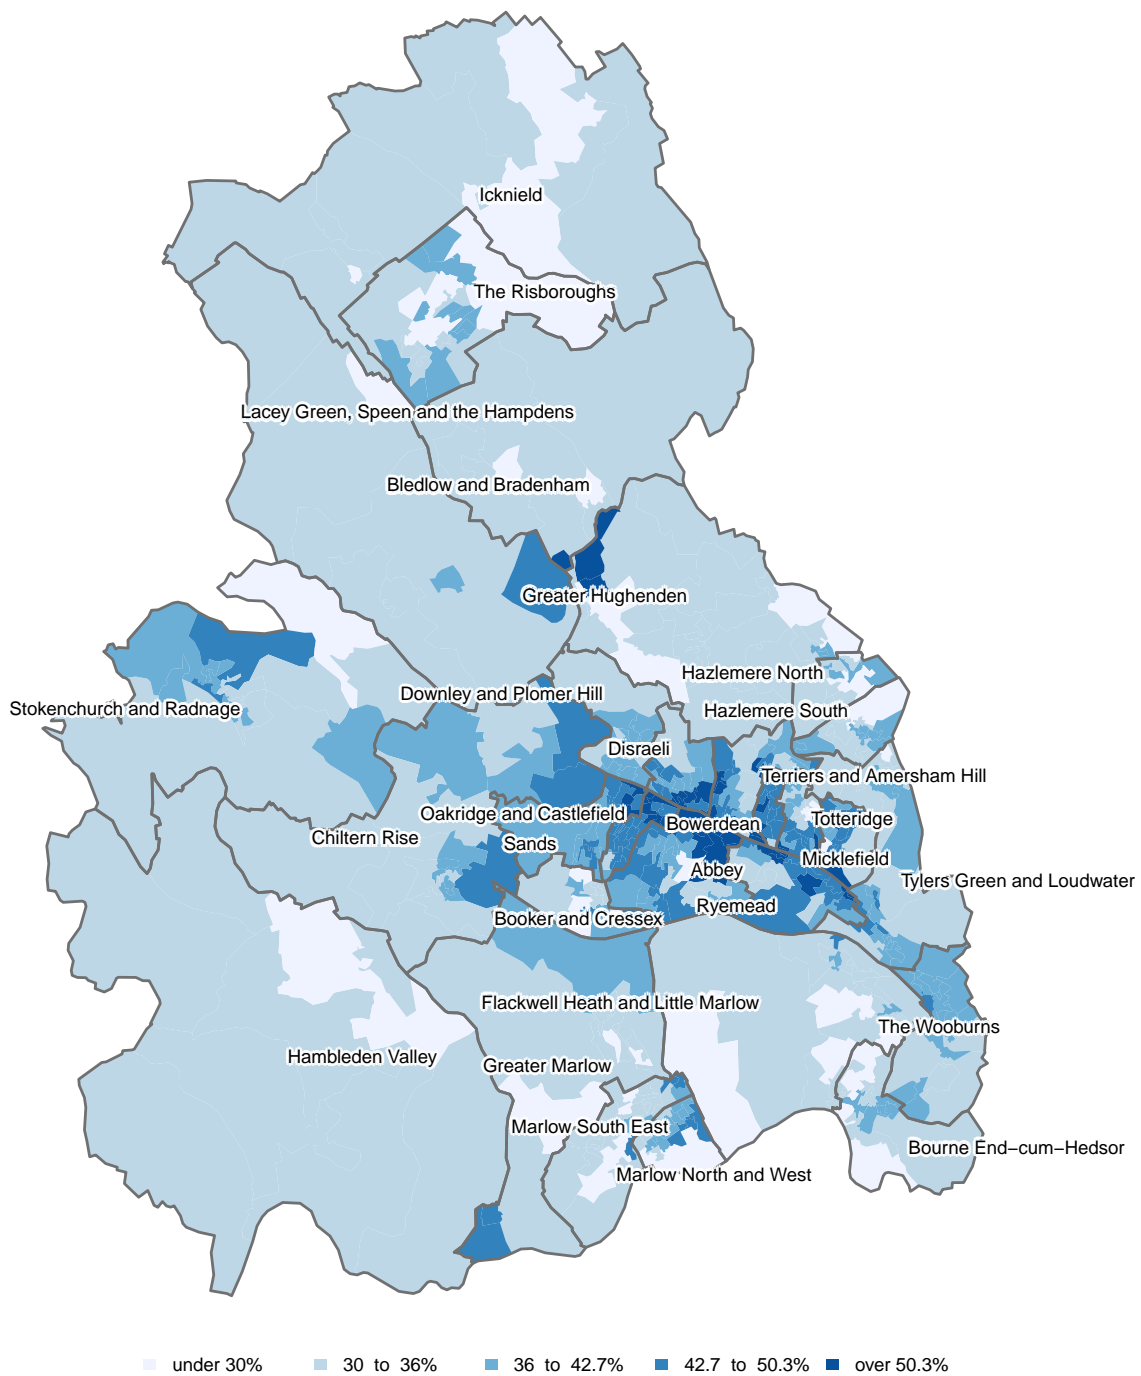 Icknield
The Risboroughs
Lacey Green, Speen and the Hampdens
Bledlow and Bradenham
Greater Hughenden
Hazlemere North
Downley and Plomer Hill
Stokenchurch and Radnage
Hazlemere South
Disraeli
Terriers and Amersham Hill
Oakridge and Castlefield
Totteridge
Bowerdean
Chiltern Rise
Sands
Micklefield
Abbey
Tylers Green and Loudwater
Ryemead
Booker and Cressex
Flackwell Heath and Little Marlow
The Wooburns
Hambleden Valley
Greater Marlow
Marlow South East
Bourne End−cum−Hedsor
Marlow North and West
under 30% 30 to 36% 36 to 42.7% 42.7 to 50.3% over 50.3%